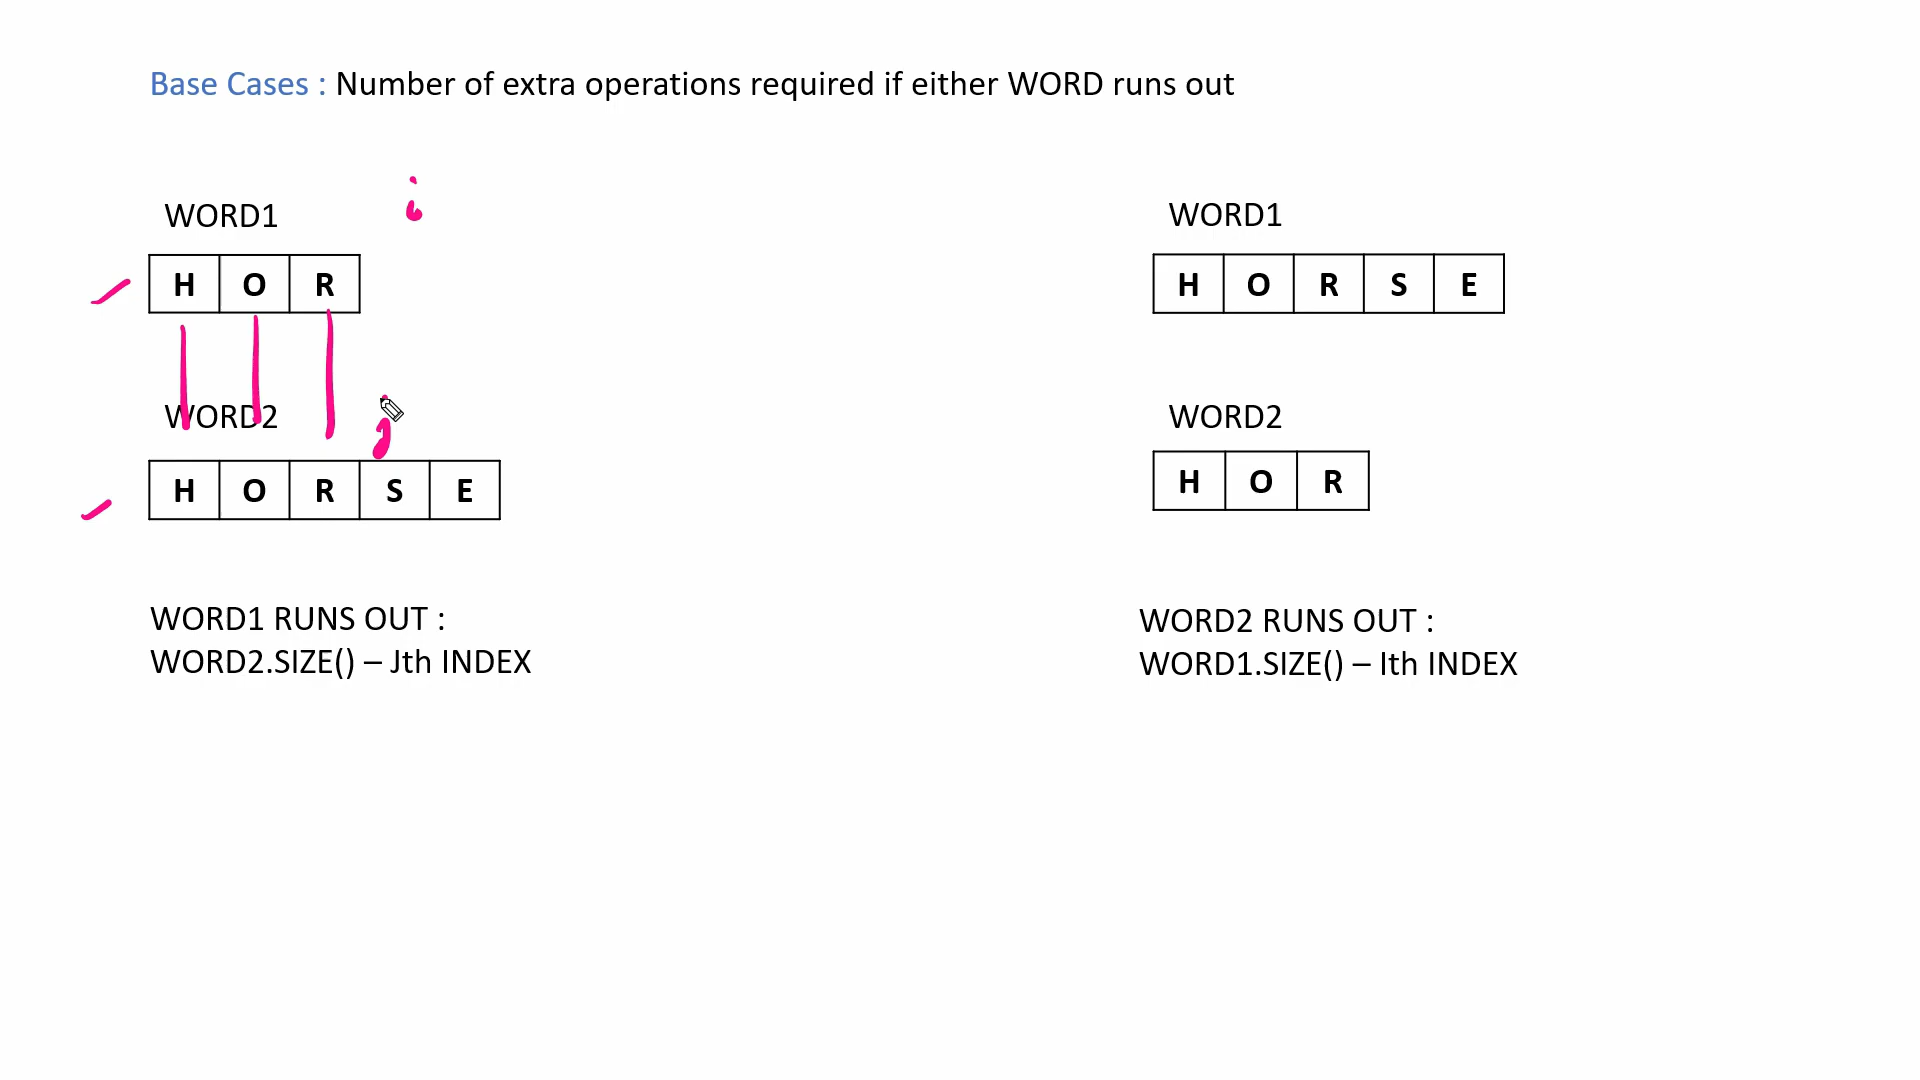 Base Cases : Number of extra operations required if either WORD runs out
i
WORD1
H O R
WORD2
j
H O R S E
WORD1 RUNS OUT :
WORD2.SIZE() – Jth INDEX
WORD1
H O R S E
WORD2
H O R
WORD2 RUNS OUT :
WORD1.SIZE() – Ith INDEX